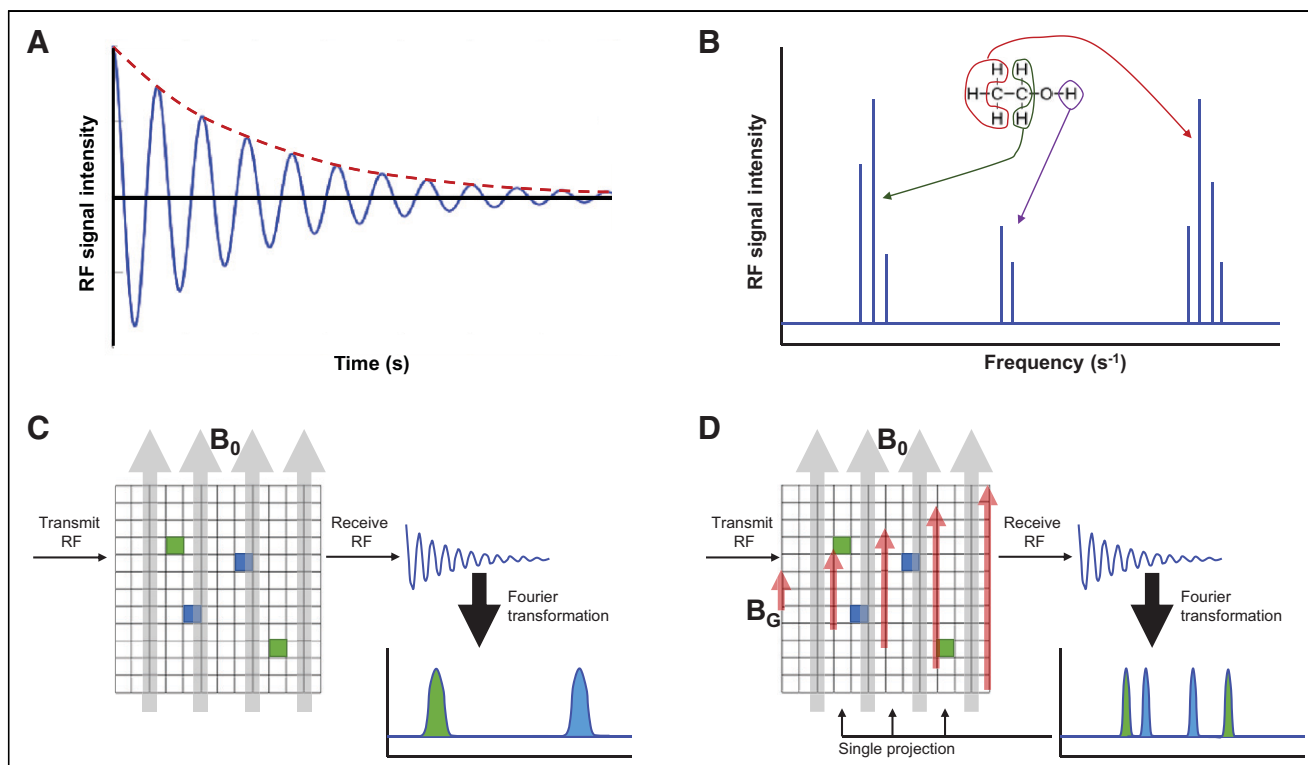 A
RF signal intensity
Time (s)
B
RF signal intensity
H H
H-C-C-O-H
H H
Frequency (s⁻¹)
C
B₀
Transmit
RF
Receive
RF
Fourier
transformation
D
B₀
Transmit
RF
Receive
RF
B_G
Fourier
transformation
Single projection